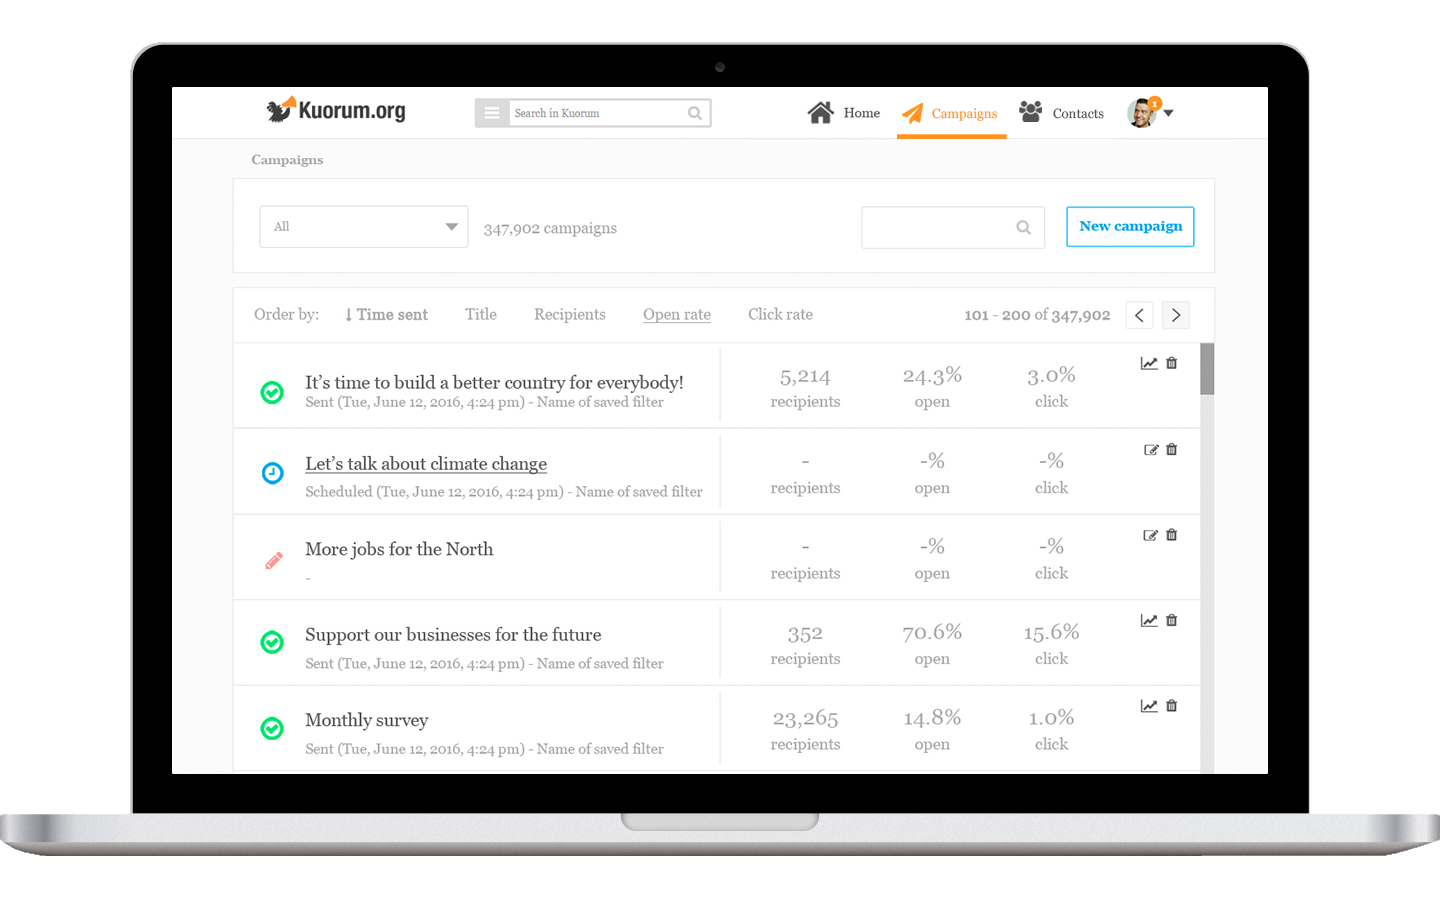 Kuorum.org
Search in Kuorum
Home
Campaigns
Contacts
1
Campaigns
All
347,902 campaigns
New campaign
Order by: Time sent Title Recipients Open rate Click rate 101 - 200 of 347,902
It's time to build a better country for everybody!
Sent (Tue, June 12, 2016, 4:24 pm) - Name of saved filter
5,214 24.3% 3.0%
recipients open click
Let's talk about climate change
Scheduled (Tue, June 12, 2016, 4:24 pm) - Name of saved filter
- -% -%
recipients open click
More jobs for the North
-
- -% -%
recipients open click
Support our businesses for the future
Sent (Tue, June 12, 2016, 4:24 pm) - Name of saved filter
352 70.6% 15.6%
recipients open click
Monthly survey
Sent (Tue, June 12, 2016, 4:24 pm) - Name of saved filter
23,265 14.8% 1.0%
recipients open click